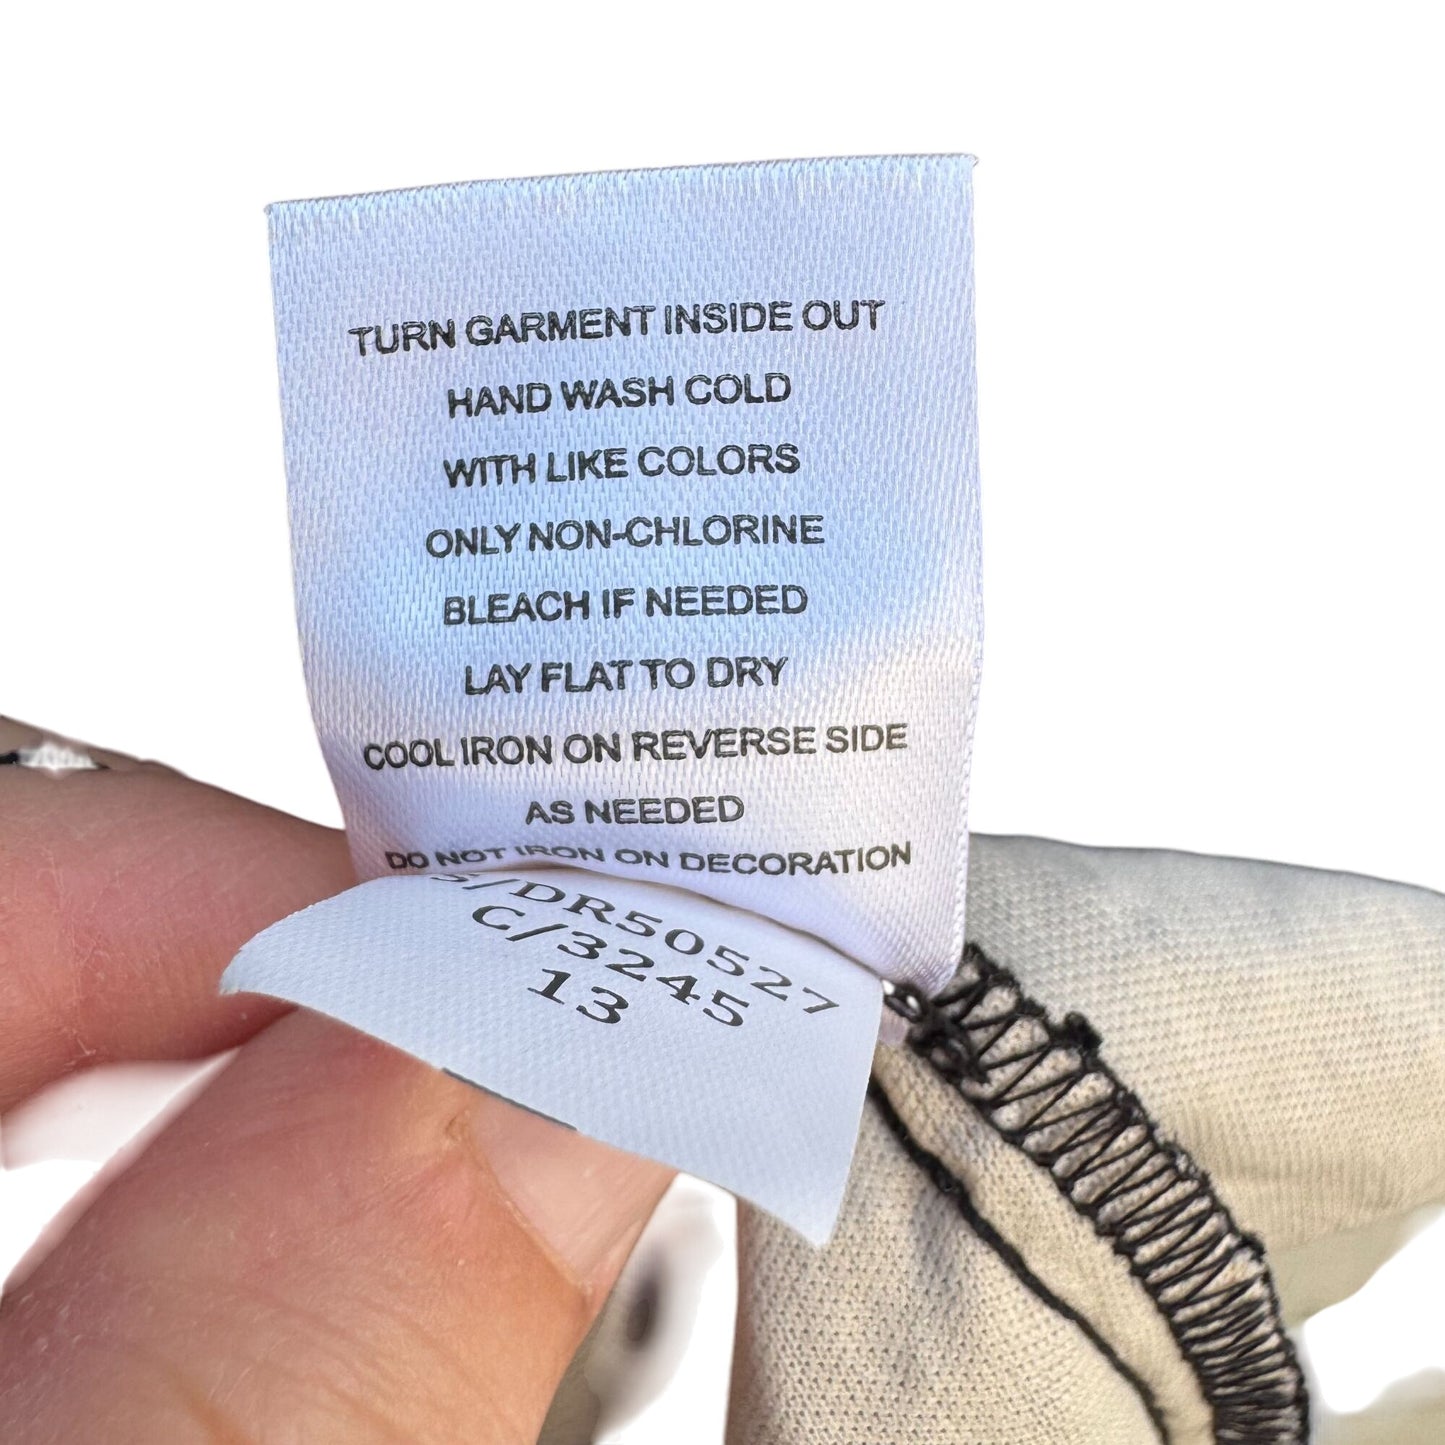 TURN GARMENT INSIDE OUT
HAND WASH COLD
WITH LIKE COLORS
ONLY NON-CHLORINE
BLEACH IF NEEDED
LAY FLAT TO DRY
COOL IRON ON REVERSE SIDE
AS NEEDED
DO NOT IRON ON DECORATION
S/DR50527
C/3245
13